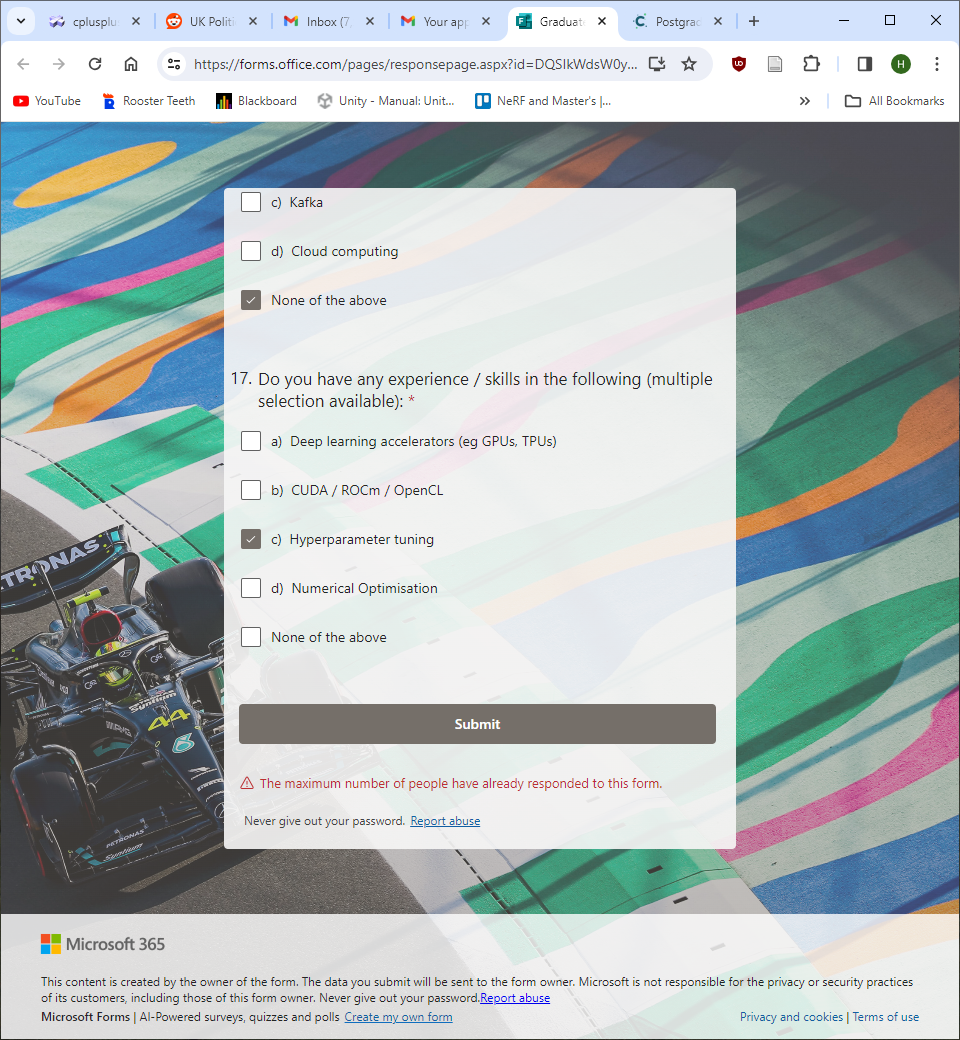 cplusplu
UK Politi
Inbox (7,
Your app
Graduate
Postgrad
https://forms.office.com/pages/responsepage.aspx?id=DQSIkWdsW0y...
H
YouTube
Rooster Teeth
Blackboard
Unity - Manual: Unit...
NeRF and Master's |...
All Bookmarks
c) Kafka
d) Cloud computing
None of the above
17. Do you have any experience / skills in the following (multiple
selection available): *
a) Deep learning accelerators (eg GPUs, TPUs)
b) CUDA / ROCm / OpenCL
c) Hyperparameter tuning
d) Numerical Optimisation
None of the above
PETRONAS
44
PETRONAS
Submit
The maximum number of people have already responded to this form.
Never give out your password. Report abuse
Microsoft 365
This content is created by the owner of the form. The data you submit will be sent to the form owner. Microsoft is not responsible for the privacy or security practices
of its customers, including those of this form owner. Never give out your password.Report abuse
Microsoft Forms | AI-Powered surveys, quizzes and polls Create my own form
Privacy and cookies | Terms of use